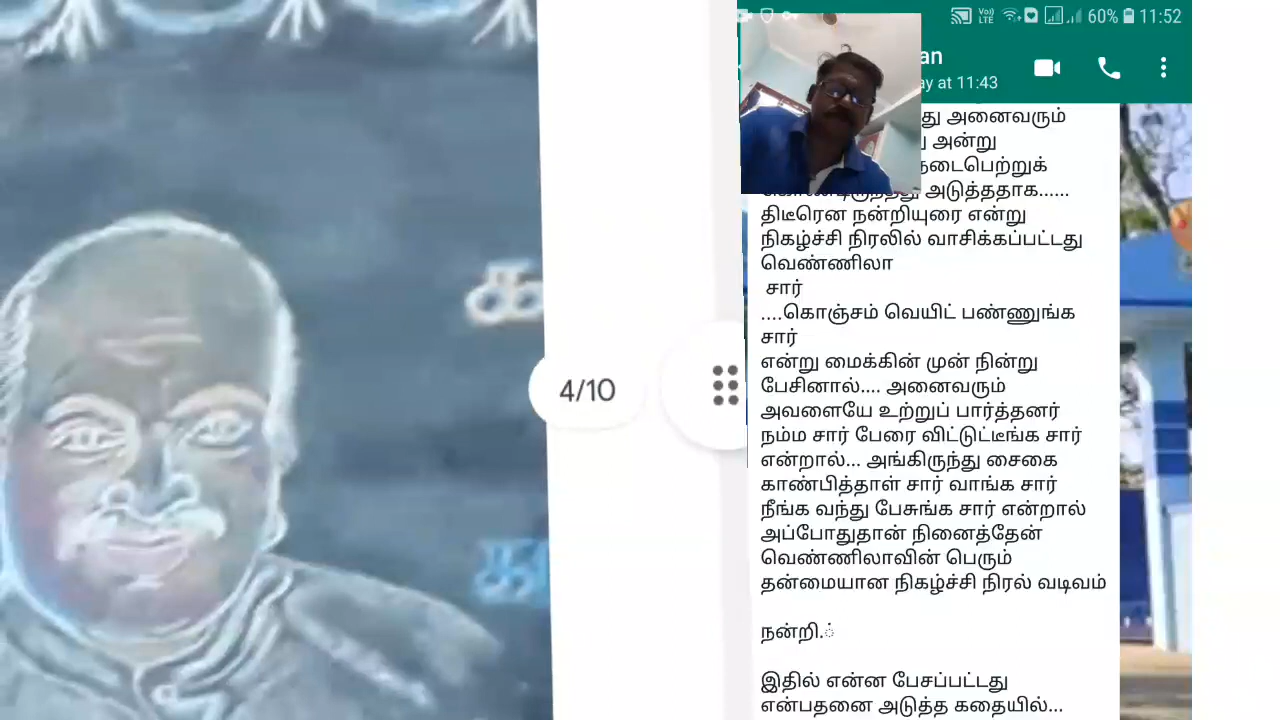 60% 11:52
an
ay at 11:43
து அனைவரும்
அன்று
நடைபெற்றுக்
அடுத்ததாக......
திடீரென நன்றியுரை என்று
நிகழ்ச்சி நிரலில் வாசிக்கப்பட்டது
வெண்ணிலா
சார்
....கொஞ்சம் வெயிட் பண்ணுங்க
சார்
என்று மைக்கின் முன் நின்று
பேசினால்.... அனைவரும்
அவளையே உற்றுப் பார்த்தனர்
நம்ம சார் பேரை விட்டுட்டீங்க சார்
என்றால்... அங்கிருந்து சைகை
காண்பித்தாள் சார் வாங்க சார்
நீங்க வந்து பேசுங்க சார் என்றால்
அப்போதுதான் நினைத்தேன்
வெண்ணிலாவின் பெரும்
தன்மையான நிகழ்ச்சி நிரல் வடிவம்
நன்றி.்
இதில் என்ன பேசப்பட்டது
என்பதனை அடுத்த கதையில்...
4/10
க